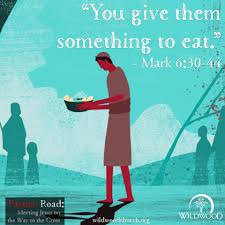 "You give them
something to eat."
- Mark 6:30-44
Road:
Meeting Jesus on
the Way to the Cross
wildwoodchurch.org
WILDWOOD